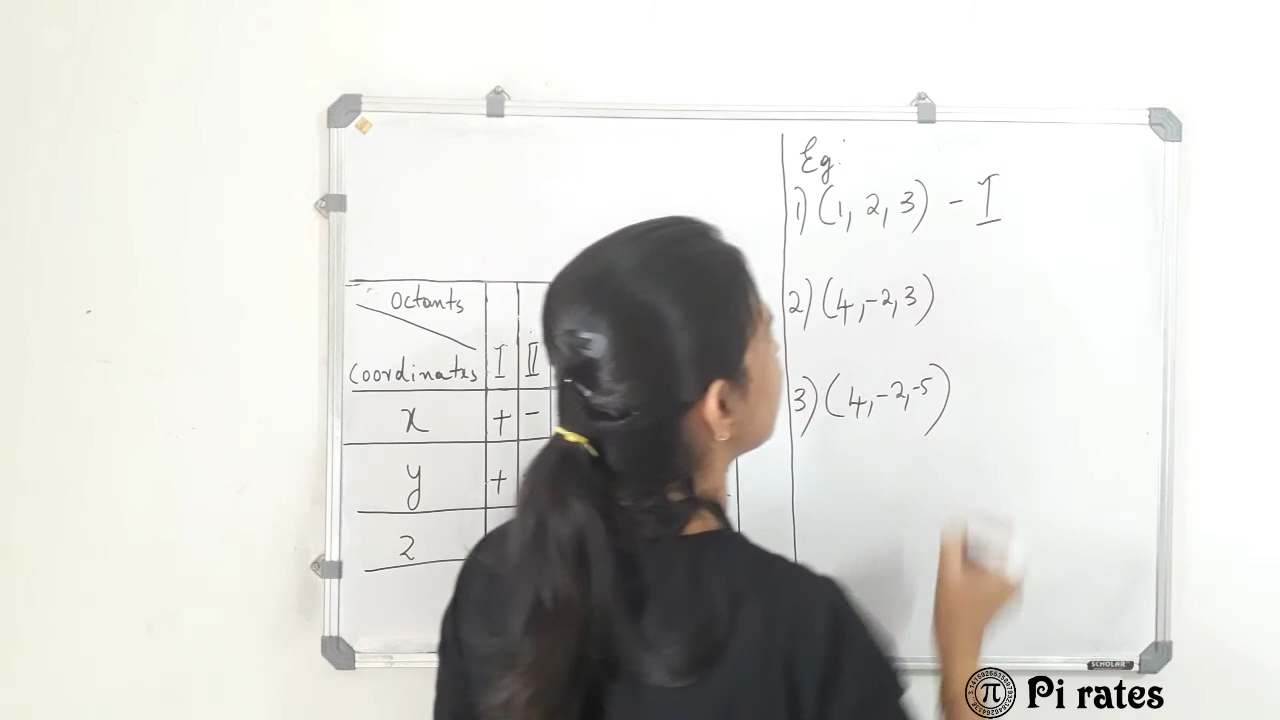 Octants
I II
Coordinates
x + -
y +
z
Eg:
1) (1, 2, 3) - I
2) (4, -2, 3)
3) (4, -2, -5)
SCHOLAR
π Pi rates